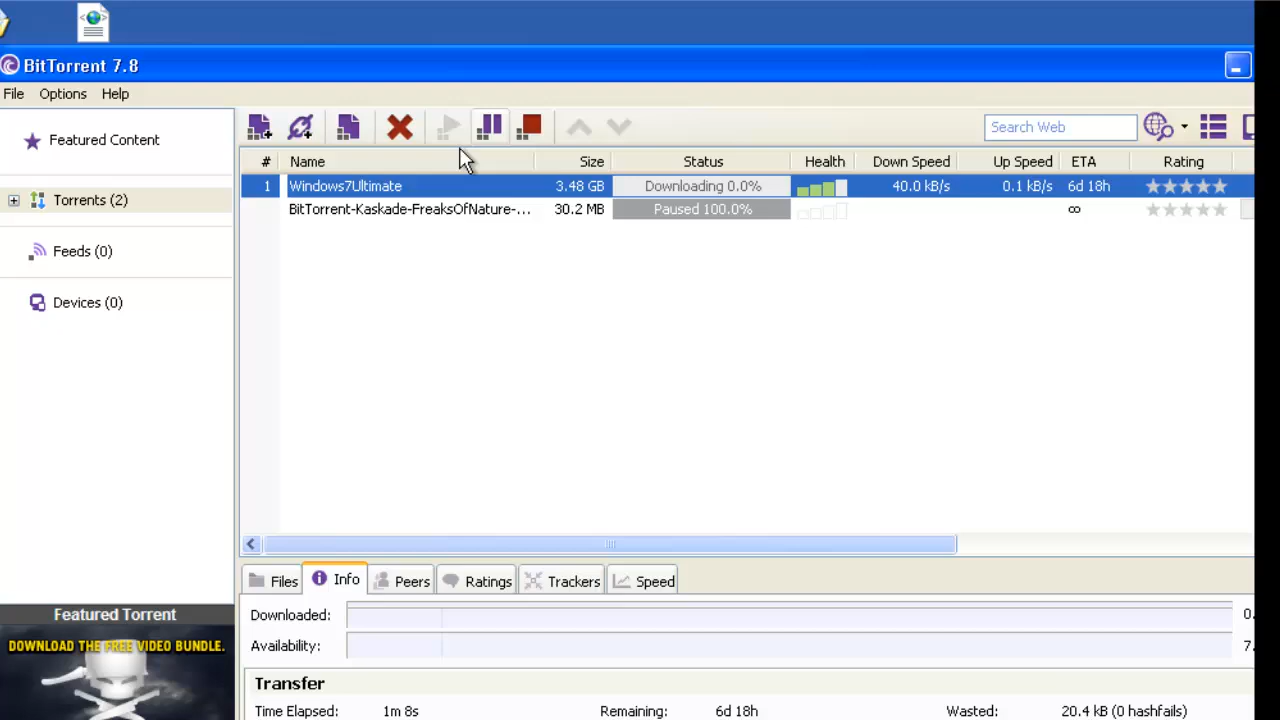 BitTorrent 7.8
File Options Help
Featured Content
Torrents (2)
Feeds (0)
Devices (0)
Search Web
# Name Size Status Health Down Speed Up Speed ETA Rating
1 Windows7Ultimate 3.48 GB Downloading 0.0% 40.0 kB/s 0.1 kB/s 6d 18h
BitTorrent-Kaskade-FreaksOfNature-... 30.2 MB Paused 100.0% ∞
Files Info Peers Ratings Trackers Speed
Downloaded: 0.
Availability: 7.
Transfer
Time Elapsed: 1m 8s Remaining: 6d 18h Wasted: 20.4 kB (0 hashfails)
Featured Torrent
DOWNLOAD THE FREE VIDEO BUNDLE.